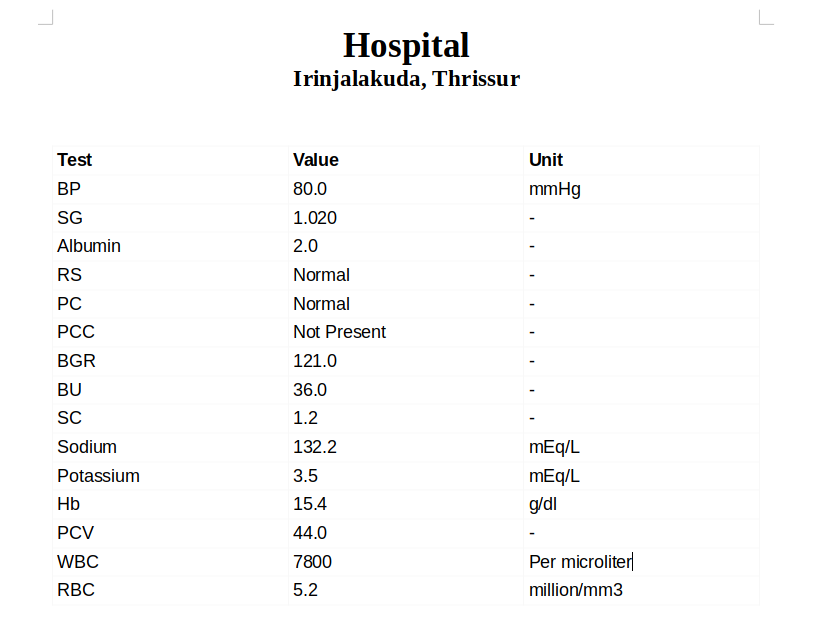 Hospital
Irinjalakuda, Thrissur
Test Value Unit
BP 80.0 mmHg
SG 1.020 -
Albumin 2.0 -
RS Normal -
PC Normal -
PCC Not Present -
BGR 121.0 -
BU 36.0 -
SC 1.2 -
Sodium 132.2 mEq/L
Potassium 3.5 mEq/L
Hb 15.4 g/dl
PCV 44.0 -
WBC 7800 Per microliter
RBC 5.2 million/mm3